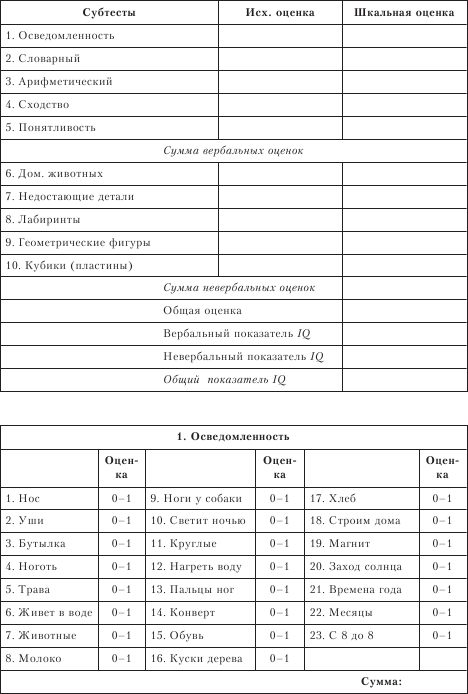 Субтесты Исх. оценка Шкальная оценка
1. Осведомленность
2. Словарный
3. Арифметический
4. Сходство
5. Понятливость
Сумма вербальных оценок
6. Дом. животных
7. Недостающие детали
8. Лабиринты
9. Геометрические фигуры
10. Кубики (пластины)
Сумма невербальных оценок
Общая оценка
Вербальный показатель IQ
Невербальный показатель IQ
Общий показатель IQ
1. Осведомленность
Оцен- Оцен- Оцен-
ка ка ка
1. Нос 0–1 9. Ноги у собаки 0–1 17. Хлеб 0–1
2. Уши 0–1 10. Светит ночью 0–1 18. Строим дома 0–1
3. Бутылка 0–1 11. Круглые 0–1 19. Магнит 0–1
4. Ноготь 0–1 12. Нагреть воду 0–1 20. Заход солнца 0–1
5. Трава 0–1 13. Пальцы ног 0–1 21. Времена года 0–1
6. Живет в воде 0–1 14. Конверт 0–1 22. Месяцы 0–1
7. Животные 0–1 15. Обувь 0–1 23. С 8 до 8 0–1
8. Молоко 0–1 16. Куски дерева 0–1
Сумма: